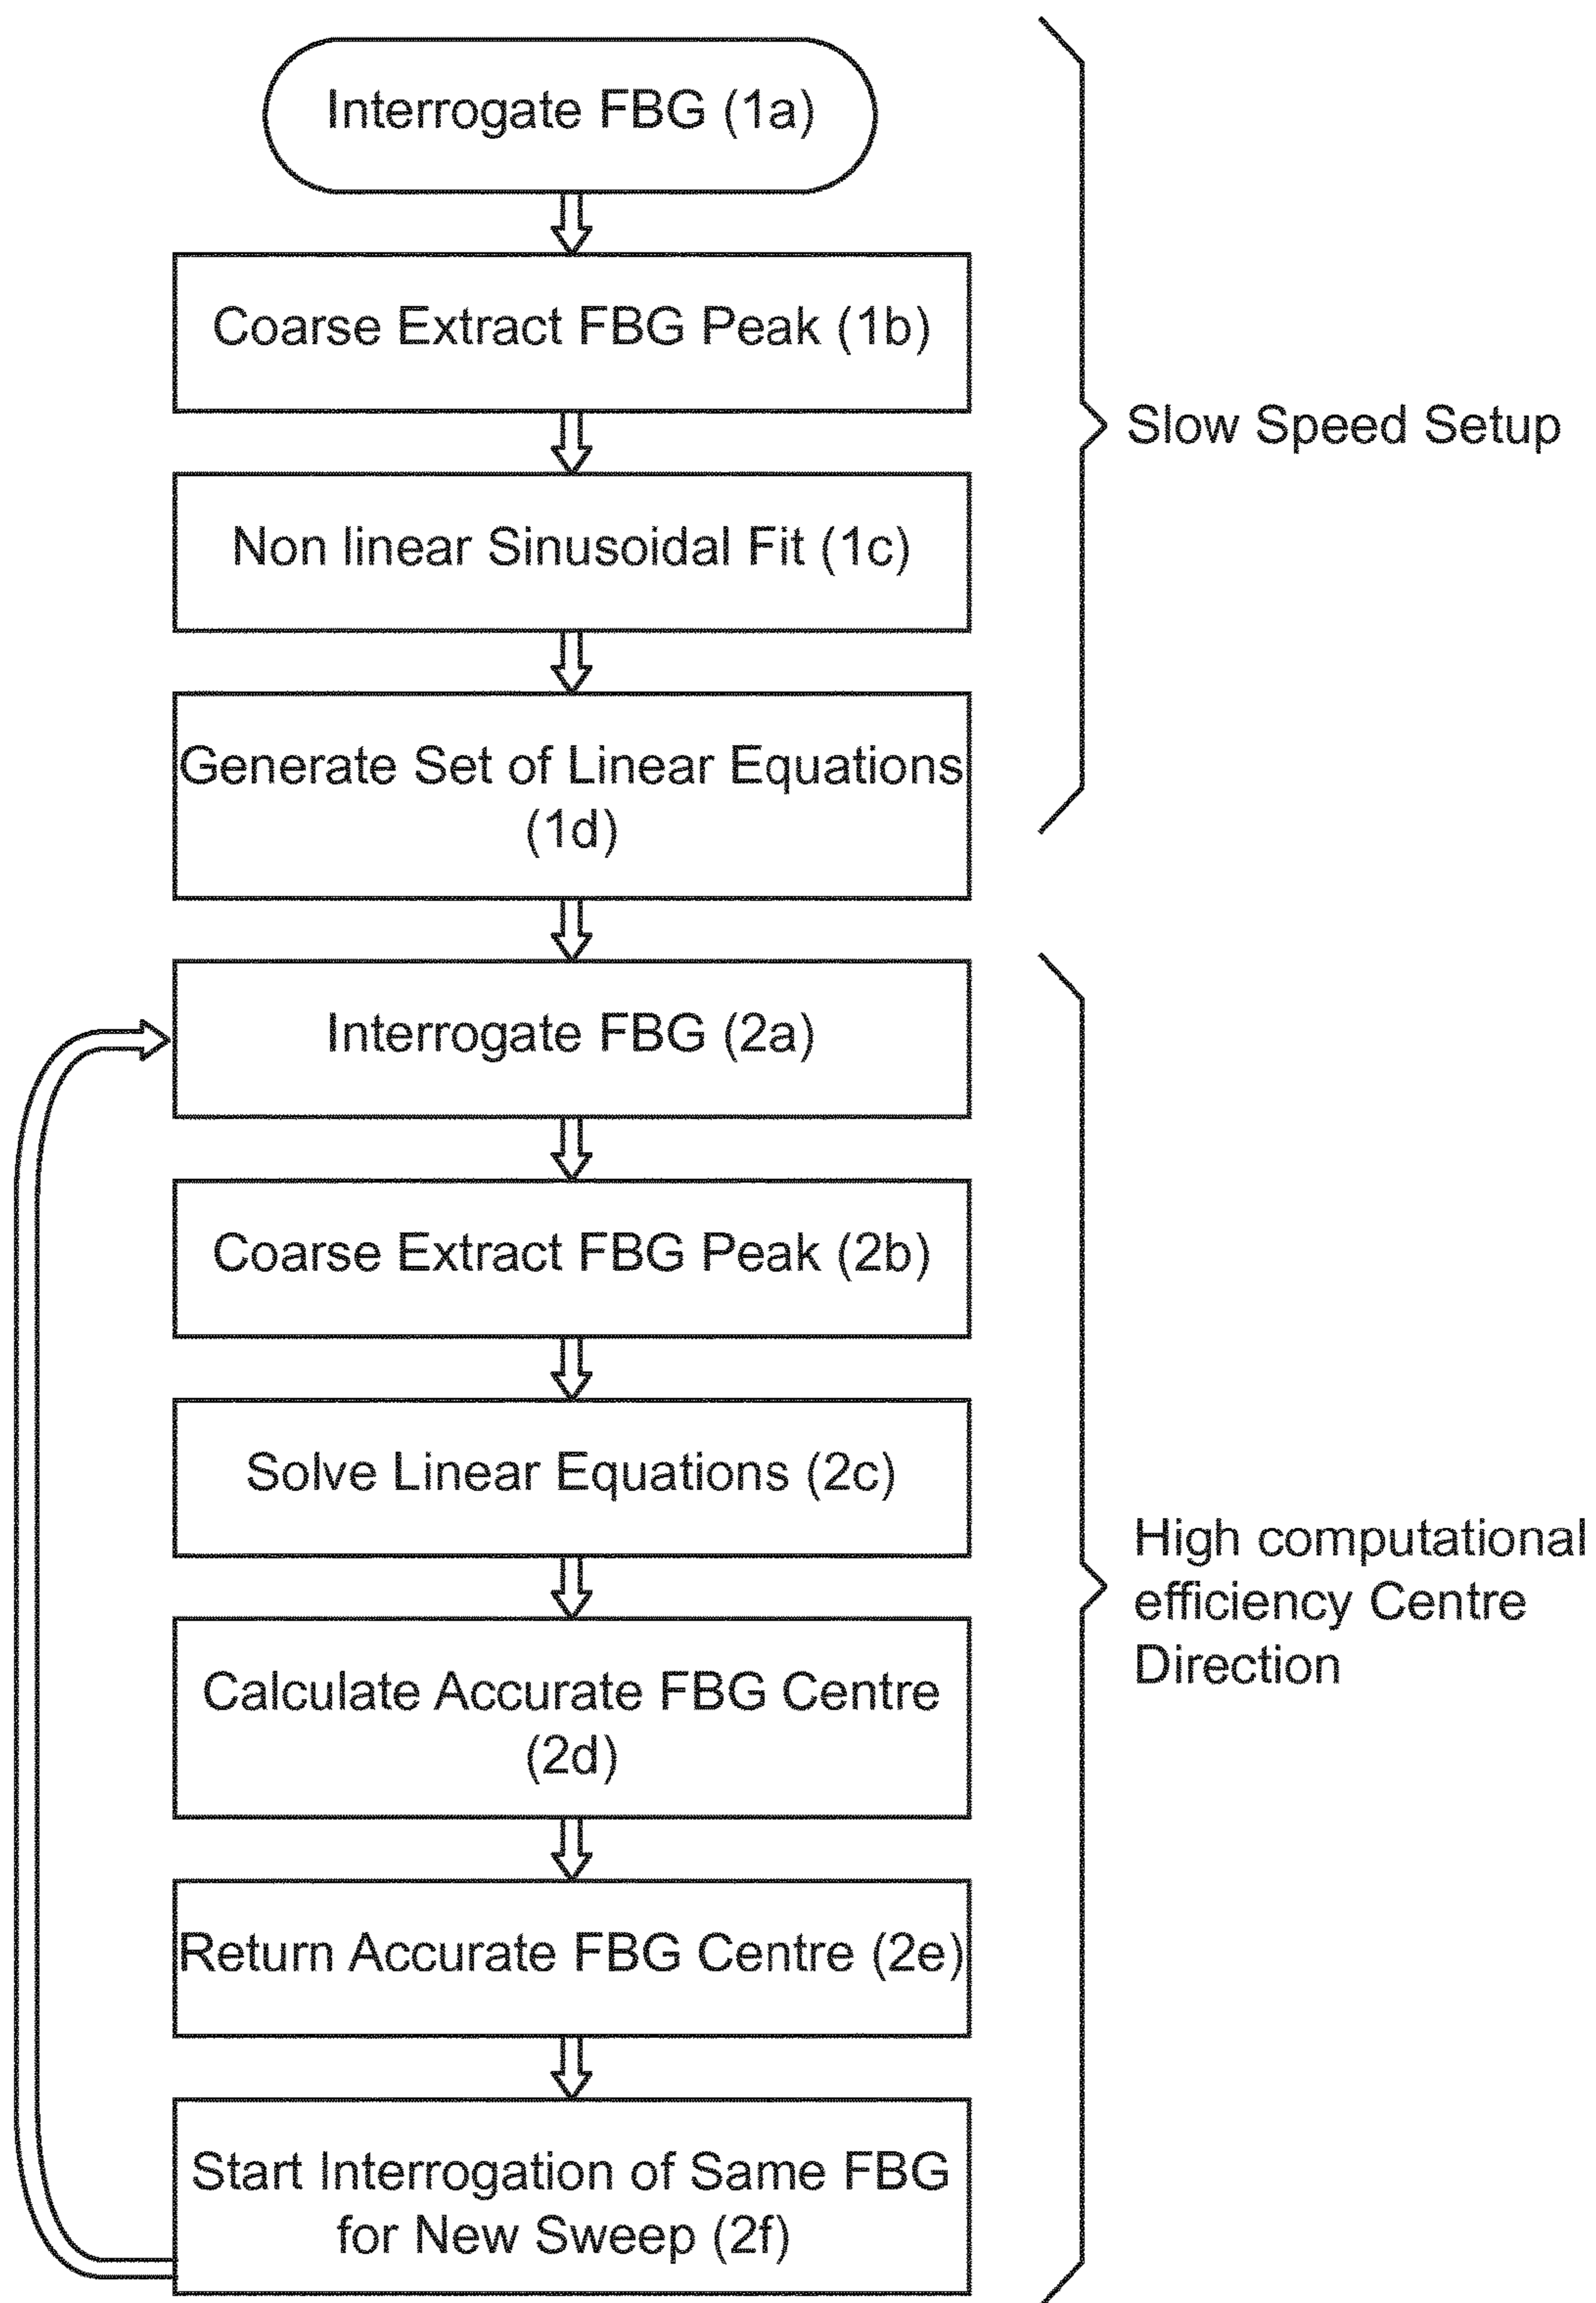 Interrogate FBG (1a)
Coarse Extract FBG Peak (1b)
Slow Speed Setup
Non linear Sinusoidal Fit (1c)
Generate Set of Linear Equations
(1d)
Interrogate FBG (2a)
Coarse Extract FBG Peak (2b)
Solve Linear Equations (2c)
High computational
efficiency Centre
Direction
Calculate Accurate FBG Centre
(2d)
Return Accurate FBG Centre (2e)
Start Interrogation of Same FBG
for New Sweep (2f)